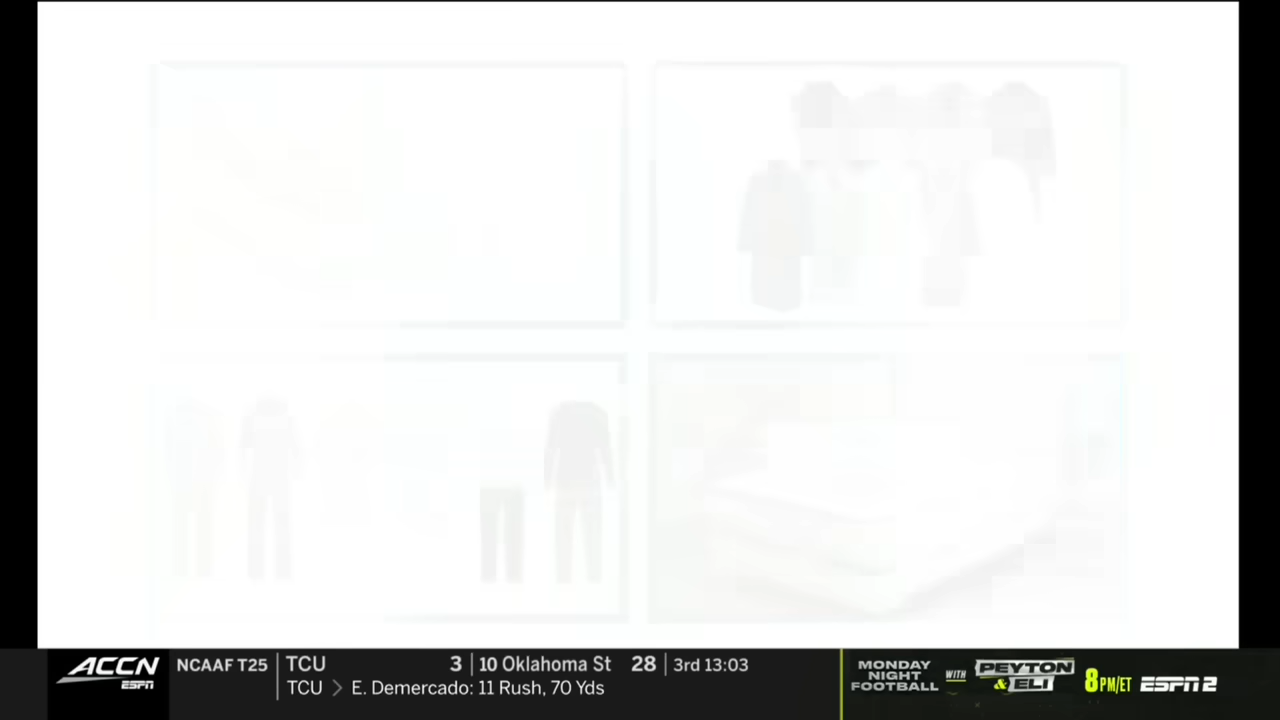 ACCN
ESPN
NCAAF T25
TCU 3 10 Oklahoma St 28 3rd 13:03
TCU > E. Demercado: 11 Rush, 70 Yds
MONDAY
NIGHT
FOOTBALL
WITH
PEYTON
& ELI
8PM/ET ESPN2